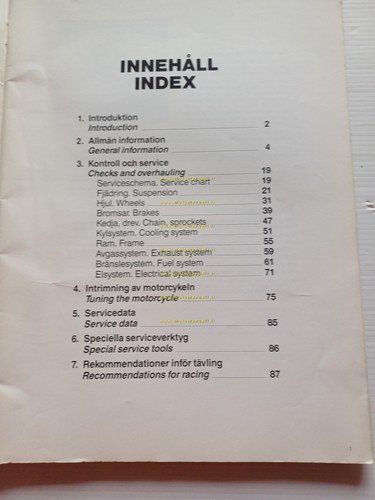 INNEHÅLL
INDEX
1. Introduktion
Introduction 2
2. Allmän information
General information 4
3. Kontroll och service
Checks and overhauling 19
Serviceschema. Service chart 19
Fjädring. Suspension 21
Hjul. Wheels 31
Bromsar. Brakes 39
Kedja, drev. Chain, sprockets 47
Kylsystem. Cooling system 51
Ram. Frame 55
Avgassystem. Exhaust system 59
Bränslesystem. Fuel system 61
Elsystem. Electrical system 71
4. Intrimning av motorcykeln
Tuning the motorcycle 75
5. Servicedata
Service data 85
6. Speciella serviceverktyg
Special service tools 86
7. Rekommendationer inför tävling
Recommendations for racing 87
1